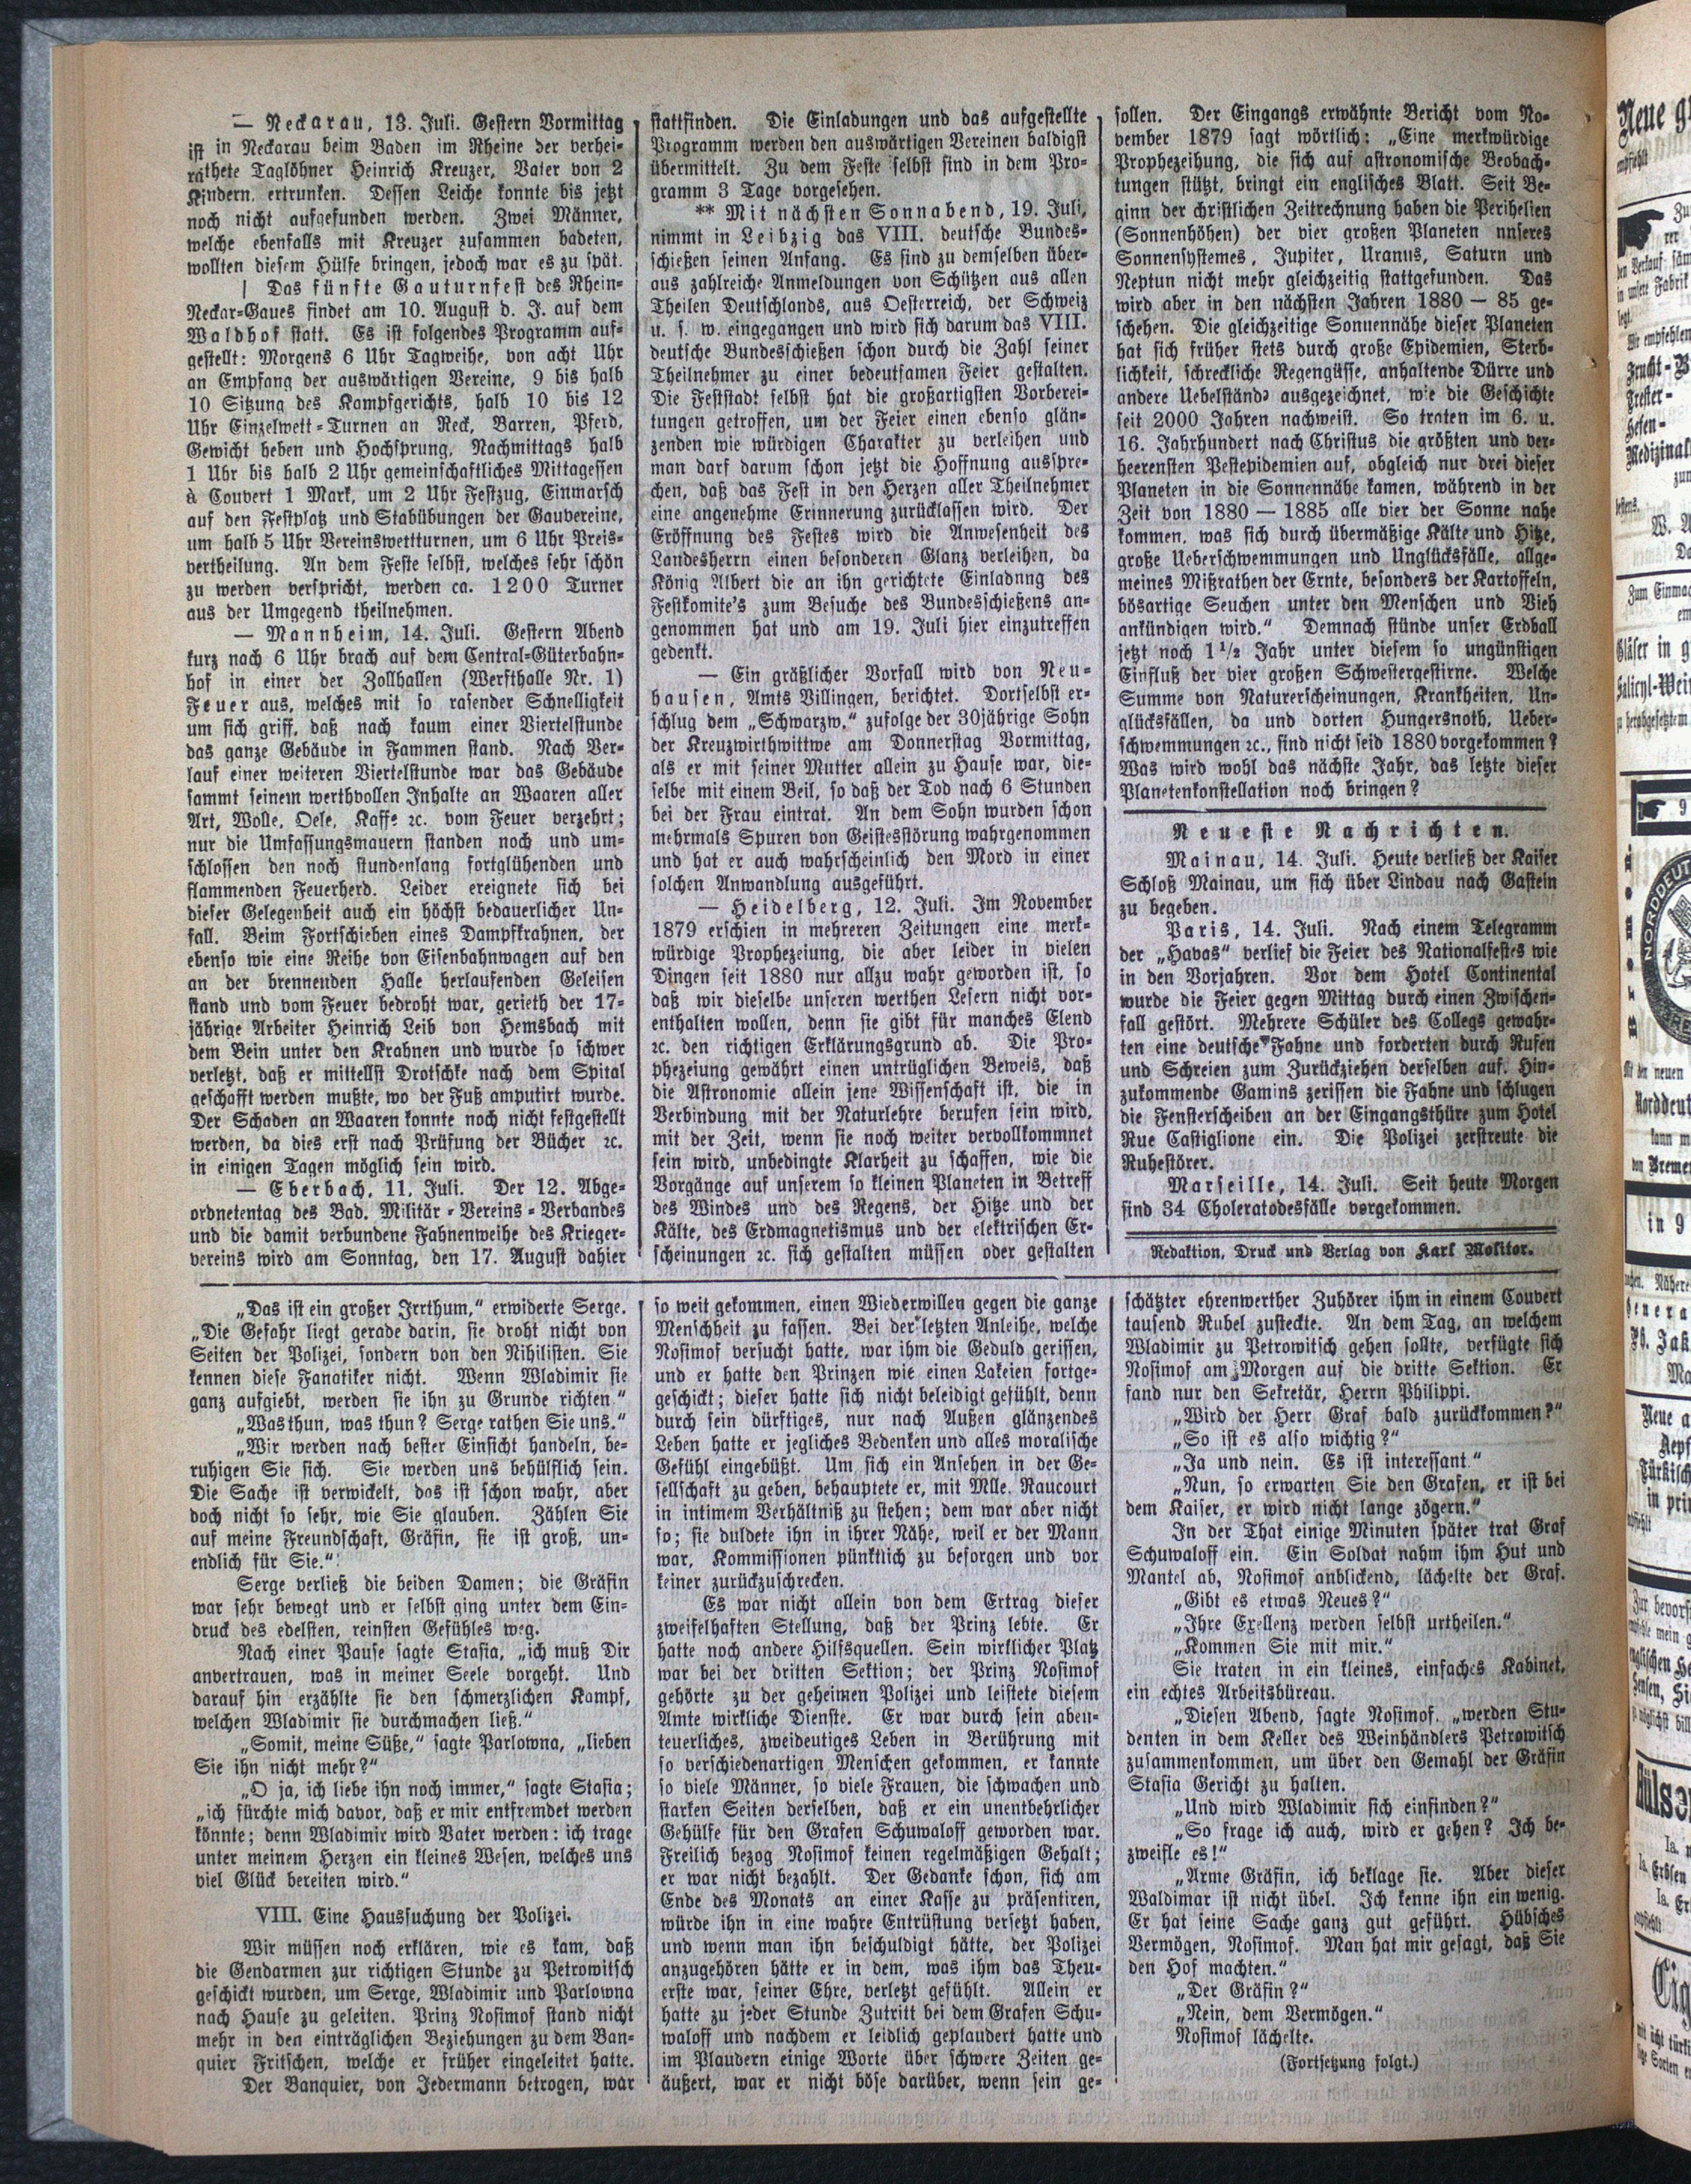 — Neckarau, 13. Juli. Gestern Vormittag
ist in Neckarau beim Baden im Rheine der verhei-
rathete Taglöhner Heinrich Kreuzer, Vater von 2
Kindern, ertrunken. Dessen Leiche konnte bis jetzt
noch nicht aufgefunden werden. Zwei Männer,
welche ebenfalls mit Kreuzer zusammen badeten,
wollten diesem Hülfe bringen, jedoch war es zu spät.
| Das fünfte Gauturnfest des Rhein-
Neckar-Gaues findet am 10. August d. J. auf dem
Waldhof statt. Es ist folgendes Programm auf-
gestellt: Morgens 6 Uhr Tagweihe, von acht Uhr
an Empfang der auswärtigen Vereine, 9 bis halb
10 Sitzung des Kampfgerichts, halb 10 bis 12
Uhr Einzelwett-Turnen an Reck, Barren, Pferd,
Gewicht heben und Hochsprung, Nachmittags halb
1 Uhr bis halb 2 Uhr gemeinschaftliches Mittagessen
à Couvert 1 Mark, um 2 Uhr Festzug, Einmarsch
auf den Festplatz und Stabübungen der Gauvereine,
um halb 5 Uhr Vereinswettturnen, um 6 Uhr Preis-
vertheilung. An dem Feste selbst, welches sehr schön
zu werden verspricht, werden ca. 1200 Turner
aus der Umgegend theilnehmen.
— Mannheim, 14. Juli. Gestern Abend
kurz nach 6 Uhr brach auf dem Central-Güterbahn-
hof in einer der Zollhallen (Werfthalle Nr. 1)
Feuer aus, welches mit so rasender Schnelligkeit
um sich griff, daß nach kaum einer Viertelstunde
das ganze Gebäude in Fammen stand. Nach Ver-
lauf einer weiteren Viertelstunde war das Gebäude
sammt seinem werthvollen Inhalte an Waaren aller
Art, Wolle, Oele, Kaffe ꝛc. vom Feuer verzehrt;
nur die Umfassungsmauern standen noch und um-
schlossen den noch stundenlang fortglühenden und
flammenden Feuerherd. Leider ereignete sich bei
dieser Gelegenheit auch ein höchst bedauerlicher Un-
fall. Beim Fortschieben eines Dampfkrahnen, der
ebenso wie eine Reihe von Eisenbahnwagen auf den
an der brennenden Halle herlaufenden Geleisen
stand und vom Feuer bedroht war, gerieth der 17-
jährige Arbeiter Heinrich Leib von Hemsbach mit
dem Bein unter den Krahnen und wurde so schwer
verletzt, daß er mittellst Drotschke nach dem Spital
geschafft werden mußte, wo der Fuß amputirt wurde.
Der Schaden an Waaren konnte noch nicht festgestellt
werden, da dies erst nach Prüfung der Bücher ꝛc.
in einigen Tagen möglich sein wird.
— Eberbach, 11. Juli. Der 12. Abge-
ordnetentag des Bad. Militär-Vereins-Verbandes
und die damit verbundene Fahnenweihe des Krieger-
vereins wird am Sonntag, den 17. August dahier
stattfinden. Die Einladungen und das aufgestellte
Programm werden den auswärtigen Vereinen baldigst
übermittelt. Zu dem Feste selbst sind in dem Pro-
gramm 3 Tage vorgesehen.
** Mit nächsten Sonnabend, 19. Juli,
nimmt in Leibzig das VIII. deutsche Bundes-
schießen seinen Anfang. Es sind zu demselben über-
aus zahlreiche Anmeldungen von Schützen aus allen
Theilen Deutschlands, aus Oesterreich, der Schweiz
u. s. w. eingegangen und wird sich darum das VIII.
deutsche Bundesschießen schon durch die Zahl seiner
Theilnehmer zu einer bedeutsamen Feier gestalten.
Die Feststadt selbst hat die großartigsten Vorberei-
tungen getroffen, um der Feier einen ebenso glän-
zenden wie würdigen Charakter zu verleihen und
man darf darum schon jetzt die Hoffnung ausspre-
chen, daß das Fest in den Herzen aller Theilnehmer
eine angenehme Erinnerung zurücklassen wird. Der
Eröffnung des Festes wird die Anwesenheit des
Landesherrn einen besonderen Glanz verleihen, da
König Albert die an ihn gerichtete Einladnng des
Festkomite's zum Besuche des Bundesschießens an-
genommen hat und am 19. Juli hier einzutreffen
gedenkt.
— Ein gräßlicher Vorfall wird von Neu-
hausen, Amts Villingen, berichtet. Dortselbst er-
schlug dem „Schwarzw.“ zufolge der 30jährige Sohn
der Kreuzwirthwittwe am Donnerstag Vormittag,
als er mit seiner Mutter allein zu Hause war, die-
selbe mit einem Beil, so daß der Tod nach 6 Stunden
bei der Frau eintrat. An dem Sohn wurden schon
mehrmals Spuren von Geistesstörung wahrgenommen
und hat er auch wahrscheinlich den Mord in einer
solchen Anwandlung ausgeführt.
— Heidelberg, 12. Juli. Im November
1879 erschien in mehreren Zeitungen eine merk-
würdige Prophezeiung, die aber leider in vielen
Dingen seit 1880 nur allzu wahr geworden ist, so
daß wir dieselbe unseren werthen Lesern nicht vor-
enthalten wollen, denn sie gibt für manches Elend
ꝛc. den richtigen Erklärungsgrund ab. Die Pro-
phezeiung gewährt einen untrüglichen Beweis, daß
die Astronomie allein jene Wissenschaft ist, die in
Verbindung mit der Naturlehre berufen sein wird,
mit der Zeit, wenn sie noch weiter vervollkommnet
sein wird, unbedingte Klarheit zu schaffen, wie die
Vorgänge auf unserem so kleinen Planeten in Betreff
des Windes und des Regens, der Hitze und der
Kälte, des Erdmagnetismus und der elektrischen Er-
scheinungen ꝛc. sich gestalten müssen oder gestalten
sollen. Der Eingangs erwähnte Bericht vom No-
vember 1879 sagt wörtlich: „Eine merkwürdige
Prophezeihung, die sich auf astronomische Beobach-
tungen stützt, bringt ein englisches Blatt. Seit Be-
ginn der christlichen Zeitrechnung haben die Perihelien
(Sonnenhöhen) der vier großen Planeten nnseres
Sonnensystemes, Jupiter, Uranus, Saturn und
Neptun nicht mehr gleichzeitig stattgefunden. Das
wird aber in den nächsten Jahren 1880 — 85 ge-
schehen. Die gleichzeitige Sonnennähe dieser Planeten
hat sich früher stets durch große Epidemien, Sterb-
lichkeit, schreckliche Regengüsse, anhaltende Dürre und
andere Uebelstände ausgezeichnet, wie die Geschichte
seit 2000 Jahren nachweist. So traten im 6. u.
16. Jahrhundert nach Christus die größten und ver-
heerensten Pestepidemien auf, obgleich nur drei dieser
Planeten in die Sonnennähe kamen, während in der
Zeit von 1880 — 1885 alle vier der Sonne nahe
kommen, was sich durch übermäßige Kälte und Hitze,
große Ueberschwemmungen und Unglücksfälle, allge-
meines Mißrathen der Ernte, besonders der Kartoffeln,
bösartige Seuchen unter den Menschen und Vieh
ankündigen wird.“ Demnach stünde unser Erdball
jetzt noch 1½ Jahr unter diesem so ungünstigen
Einfluß der vier großen Schwestergestirne. Welche
Summe von Naturerscheinungen, Krankheiten, Un-
glücksfällen, da und dorten Hungersnoth, Ueber-
schwemmungen ꝛc., sind nicht seid 1880 vorgekommen?
Was wird wohl das nächste Jahr, das letzte dieser
Planetenkonstellation noch bringen?
Neueste Nachrichten.
Mainau, 14. Juli. Heute verließ der Kaiser
Schloß Mainau, um sich über Lindau nach Gastein
zu begeben.
Paris, 14. Juli. Nach einem Telegramm
der „Havas“ verlief die Feier des Nationalfestes wie
in den Vorjahren. Vor dem Hotel Continental
wurde die Feier gegen Mittag durch einen Zwischen-
fall gestört. Mehrere Schüler des Collegs gewahr-
ten eine deutsche Fahne und forderten durch Rufen
und Schreien zum Zurückziehen derselben auf. Hin-
zukommende Gamins zerissen die Fahne und schlugen
die Fensterscheiben an der Eingangsthüre zum Hotel
Rue Castiglione ein. Die Polizei zerstreute die
Ruhestörer.
Marseille, 14. Juli. Seit heute Morgen
sind 34 Choleratodesfälle vorgekommen.
Redaktion, Druck und Verlag von Karl Molitor.
„Das ist ein großer Irrthum,“ erwiderte Serge.
„Die Gefahr liegt gerade darin, sie droht nicht von
Seiten der Polizei, sondern von den Nihilisten. Sie
kennen diese Fanatiker nicht. Wenn Wladimir sie
ganz aufgiebt, werden sie ihn zu Grunde richten“
„Was thun, was thun? Serge rathen Sie uns.“
„Wir werden nach bester Einsicht handeln, be-
ruhigen Sie sich. Sie werden uns behülflich sein.
Die Sache ist verwickelt, das ist schon wahr, aber
doch nicht so sehr, wie Sie glauben. Zählen Sie
auf meine Freundschaft, Gräfin, sie ist groß, un-
endlich für Sie.“
Serge verließ die beiden Damen; die Gräfin
war sehr bewegt und er selbst ging unter dem Ein-
druck des edelsten, reinsten Gefühles weg.
Nach einer Pause sagte Stasia, „ich muß Dir
anvertrauen, was in meiner Seele vorgeht. Und
darauf hin erzählte sie den schmerzlichen Kampf,
welchen Wladimir sie durchmachen ließ.“
„Somit, meine Süße,“ sagte Parlowna, „lieben
Sie ihn nicht mehr?“
„O ja, ich liebe ihn noch immer,“ sagte Stasia;
„ich fürchte mich davor, daß er mir entfremdet werden
könnte; denn Wladimir wird Vater werden: ich trage
unter meinem Herzen ein kleines Wesen, welches uns
viel Glück bereiten wird.“
VIII. Eine Haussuchung der Polizei.
Wir müssen noch erklären, wie es kam, daß
die Gendarmen zur richtigen Stunde zu Petrowitsch
geschickt wurden, um Serge, Wladimir und Parlowna
nach Hause zu geleiten. Prinz Nosimof stand nicht
mehr in den einträglichen Beziehungen zu dem Ban-
quier Fritschen, welche er früher eingeleitet hatte.
Der Banquier, von Jedermann betrogen, war
so weit gekommen, einen Wiederwillen gegen die ganze
Menschheit zu fassen. Bei der letzten Anleihe, welche
Nosimof versucht hatte, war ihm die Geduld gerissen,
und er hatte den Prinzen wie einen Lakeien fortge-
geschickt; dieser hatte sich nicht beleidigt gefühlt, denn
durch sein dürftiges, nur nach Außen glänzendes
Leben hatte er jegliches Bedenken und alles moralische
Gefühl eingebüßt. Um sich ein Ansehen in der Ge-
sellschaft zu geben, behauptete er, mit Mlle. Raucourt
in intimem Verhältniß zu stehen; dem war aber nicht
so; sie duldete ihn in ihrer Nähe, weil er der Mann
war, Kommissionen pünktlich zu besorgen und vor
keiner zurückzuschrecken.
Es war nicht allein von dem Ertrag dieser
zweifelhaften Stellung, daß der Prinz lebte. Er
hatte noch andere Hilfsquellen. Sein wirklicher Platz
war bei der dritten Sektion; der Prinz Nosimof
gehörte zu der geheimen Polizei und leistete diesem
Amte wirkliche Dienste. Er war durch sein aben-
teuerliches, zweideutiges Leben in Berührung mit
so verschiedenartigen Menschen gekommen, er kannte
so viele Männer, so viele Frauen, die schwachen und
starken Seiten derselben, daß er ein unentbehrlicher
Gehülfe für den Grafen Schuwaloff geworden war.
Freilich bezog Nosimof keinen regelmäßigen Gehalt;
er war nicht bezahlt. Der Gedanke schon, sich am
Ende des Monats an einer Kasse zu präsentiren,
würde ihn in eine wahre Entrüstung versetzt haben,
und wenn man ihn beschuldigt hätte, der Polizei
anzugehören hätte er in dem, was ihm das Theu-
erste war, seiner Ehre, verletzt gefühlt. Allein er
hatte zu jeder Stunde Zutritt bei dem Grafen Schu-
waloff und nachdem er leidlich geplaudert hatte und
im Plaudern einige Worte über schwere Zeiten ge-
äußert, war er nicht böse darüber, wenn sein ge-
schätzter ehrenwerther Zuhörer ihm in einem Couvert
tausend Rubel zusteckte. An dem Tag, an welchem
Wladimir zu Petrowitsch gehen sollte, verfügte sich
Nosimof am Morgen auf die dritte Sektion. Er
fand nur den Sekretär, Herrn Philippi.
„Wird der Herr Graf bald zurückkommen?“
„So ist es also wichtig?“
„Ja und nein. Es ist interessant.“
„Nun, so erwarten Sie den Grafen, er ist bei
dem Kaiser, er wird nicht lange zögern.“
In der That einige Minuten später trat Graf
Schuwaloff ein. Ein Soldat nahm ihm Hut und
Mantel ab, Nosimof anblickend, lächelte der Graf.
„Gibt es etwas Neues?“
„Ihre Exellenz werden selbst urtheilen.“
„Kommen Sie mit mir.“
Sie traten in ein kleines, einfaches Kabinet,
ein echtes Arbeitsbüreau.
„Diesen Abend, sagte Nosimof, „werden Stu-
denten in dem Keller des Weinhändlers Petrowitsch
zusammenkommen, um über den Gemahl der Gräfin
Stasia Gericht zu halten.
„Und wird Wladimir sich einfinden?“
„So frage ich auch, wird er gehen? Ich be-
zweifle es!“
„Arme Gräfin, ich beklage sie. Aber dieser
Waldimar ist nicht übel. Ich kenne ihn ein wenig.
Er hat seine Sache ganz gut geführt. Hübsches
Vermögen, Nosimof. Man hat mir gesagt, daß Sie
den Hof machten.“
„Der Gräfin?“
„Nein, dem Vermögen.“
Nosimof lächelte.
(Fortsetzung folgt.)